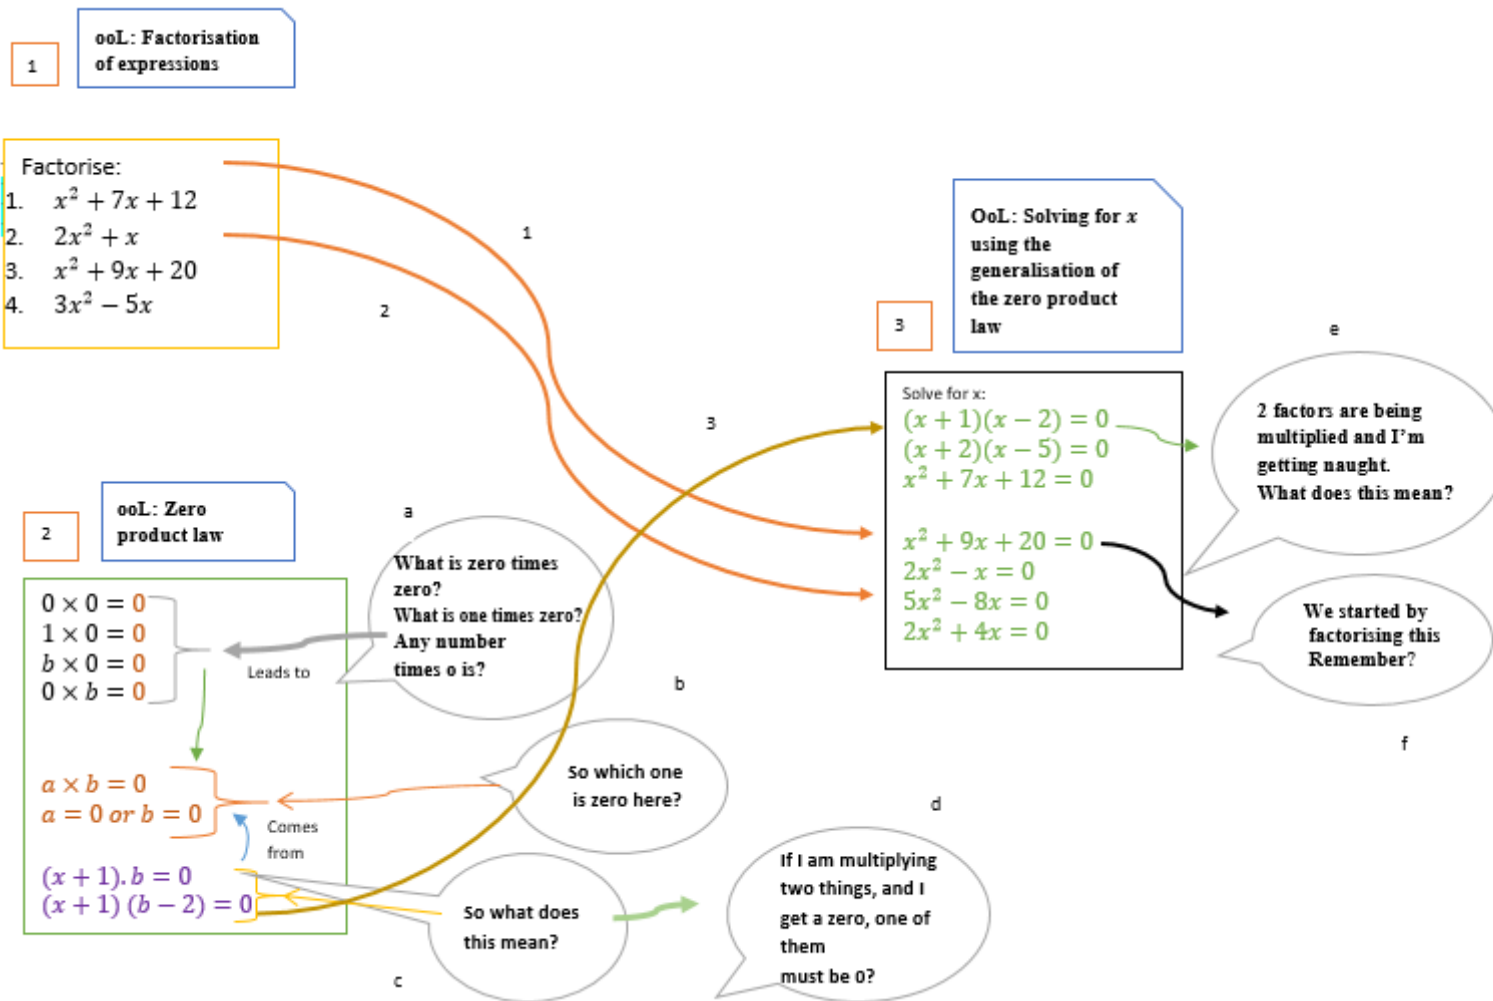 1
ooL: Factorisation
of expressions
Factorise:
1. x² + 7x + 12
2. 2x² + x
3. x² + 9x + 20
4. 3x² − 5x
1
2
3
OoL: Solving for x
using the
generalisation of
the zero product
law
3
Solve for x:
(x + 1)(x − 2) = 0
(x + 2)(x − 5) = 0
x² + 7x + 12 = 0
x² + 9x + 20 = 0
2x² − x = 0
5x² − 8x = 0
2x² + 4x = 0
e
2 factors are being
multiplied and I'm
getting naught.
What does this mean?
We started by
factorising this
Remember?
f
2
ooL: Zero
product law
0 × 0 = 0
1 × 0 = 0
b × 0 = 0
0 × b = 0
Leads to
a
What is zero times
zero?
What is one times zero?
Any number
times o is?
a × b = 0
a = 0 or b = 0
Comes
from
b
So which one
is zero here?
(x + 1). b = 0
(x + 1) (b − 2) = 0
So what does
this mean?
c
d
If I am multiplying
two things, and I
get a zero, one of
them
must be 0?